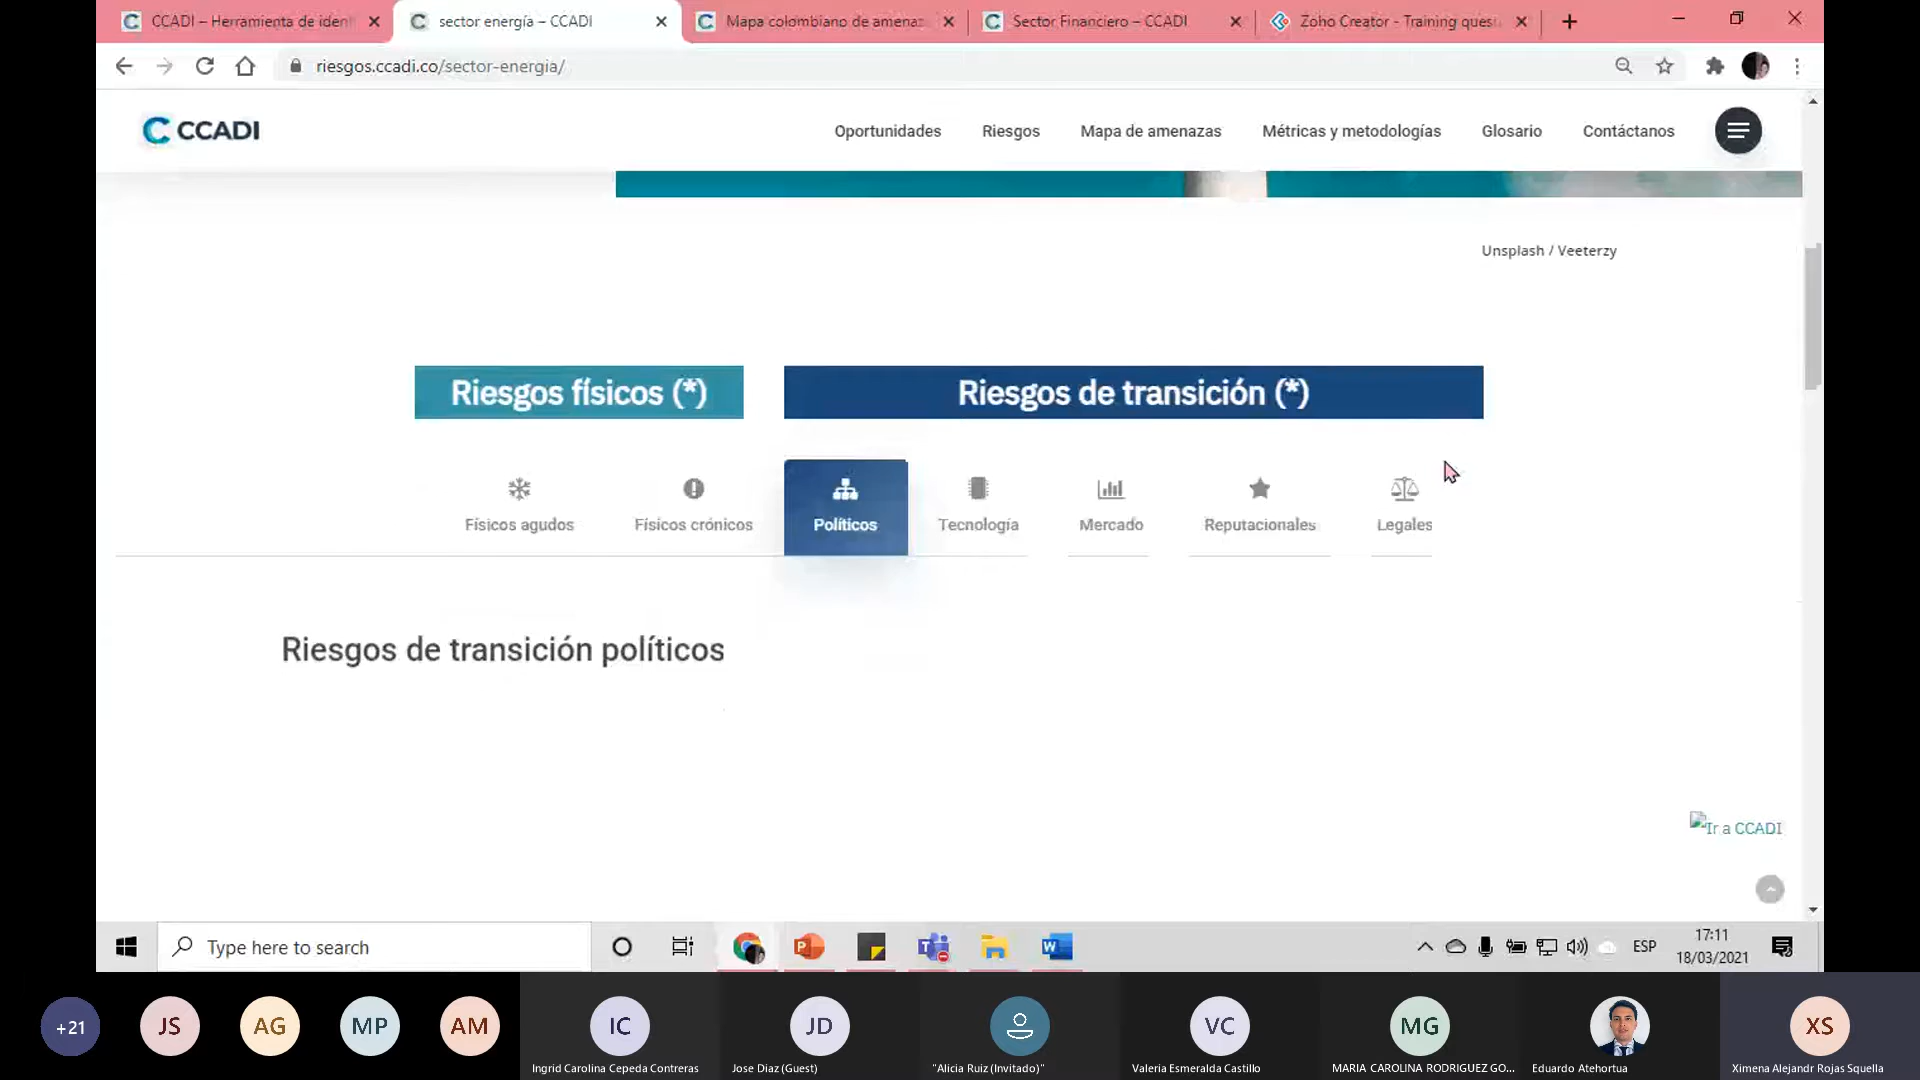 CCADI – Herramienta de ident
sector energía – CCADI
Mapa colombiano de amenaz
Sector Financiero – CCADI
Zoho Creator - Training quest
riesgos.ccadi.co/sector-energia/
CCADI
Oportunidades
Riesgos
Mapa de amenazas
Métricas y metodologías
Glosario
Contáctanos
Unsplash / Veeterzy
Riesgos físicos (*)
Riesgos de transición (*)
Físicos agudos
Físicos crónicos
Políticos
Tecnología
Mercado
Reputacionales
Legales
Riesgos de transición políticos
Ir a CCADI
Type here to search
ESP
17:11
18/03/2021
+21
JS
AG
MP
AM
IC
JD
VC
MG
XS
Ingrid Carolina Cepeda Contreras
Jose Diaz (Guest)
"Alicia Ruiz (Invitado)"
Valeria Esmeralda Castillo
MARIA CAROLINA RODRIGUEZ GO...
Eduardo Atehortua
Ximena Alejandr Rojas Squella